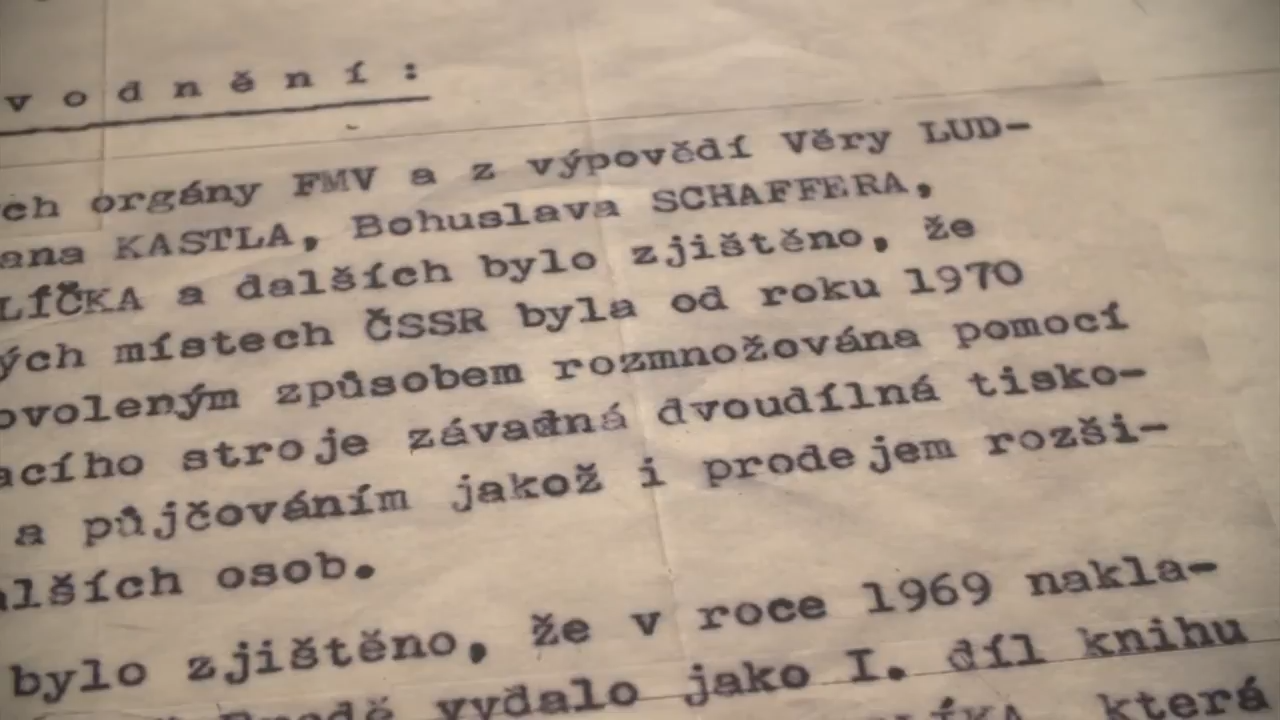 v o d n ě n í :
ch orgány FMV a z výpovědí Věry LUD-
ana KASTLA, Bohuslava SCHAFFERA,
LÍČKA a dalších bylo zjištěno, že
ých místech ČSSR byla od roku 1970
ovoleným způsobem rozmnožována pomocí
acího stroje závadná dvoudílná tisko-
a půjčováním jakož i prodejem rozši-
alších osob.
bylo zjištěno, že v roce 1969 nakla-
vydalo jako I. díl knihu
která